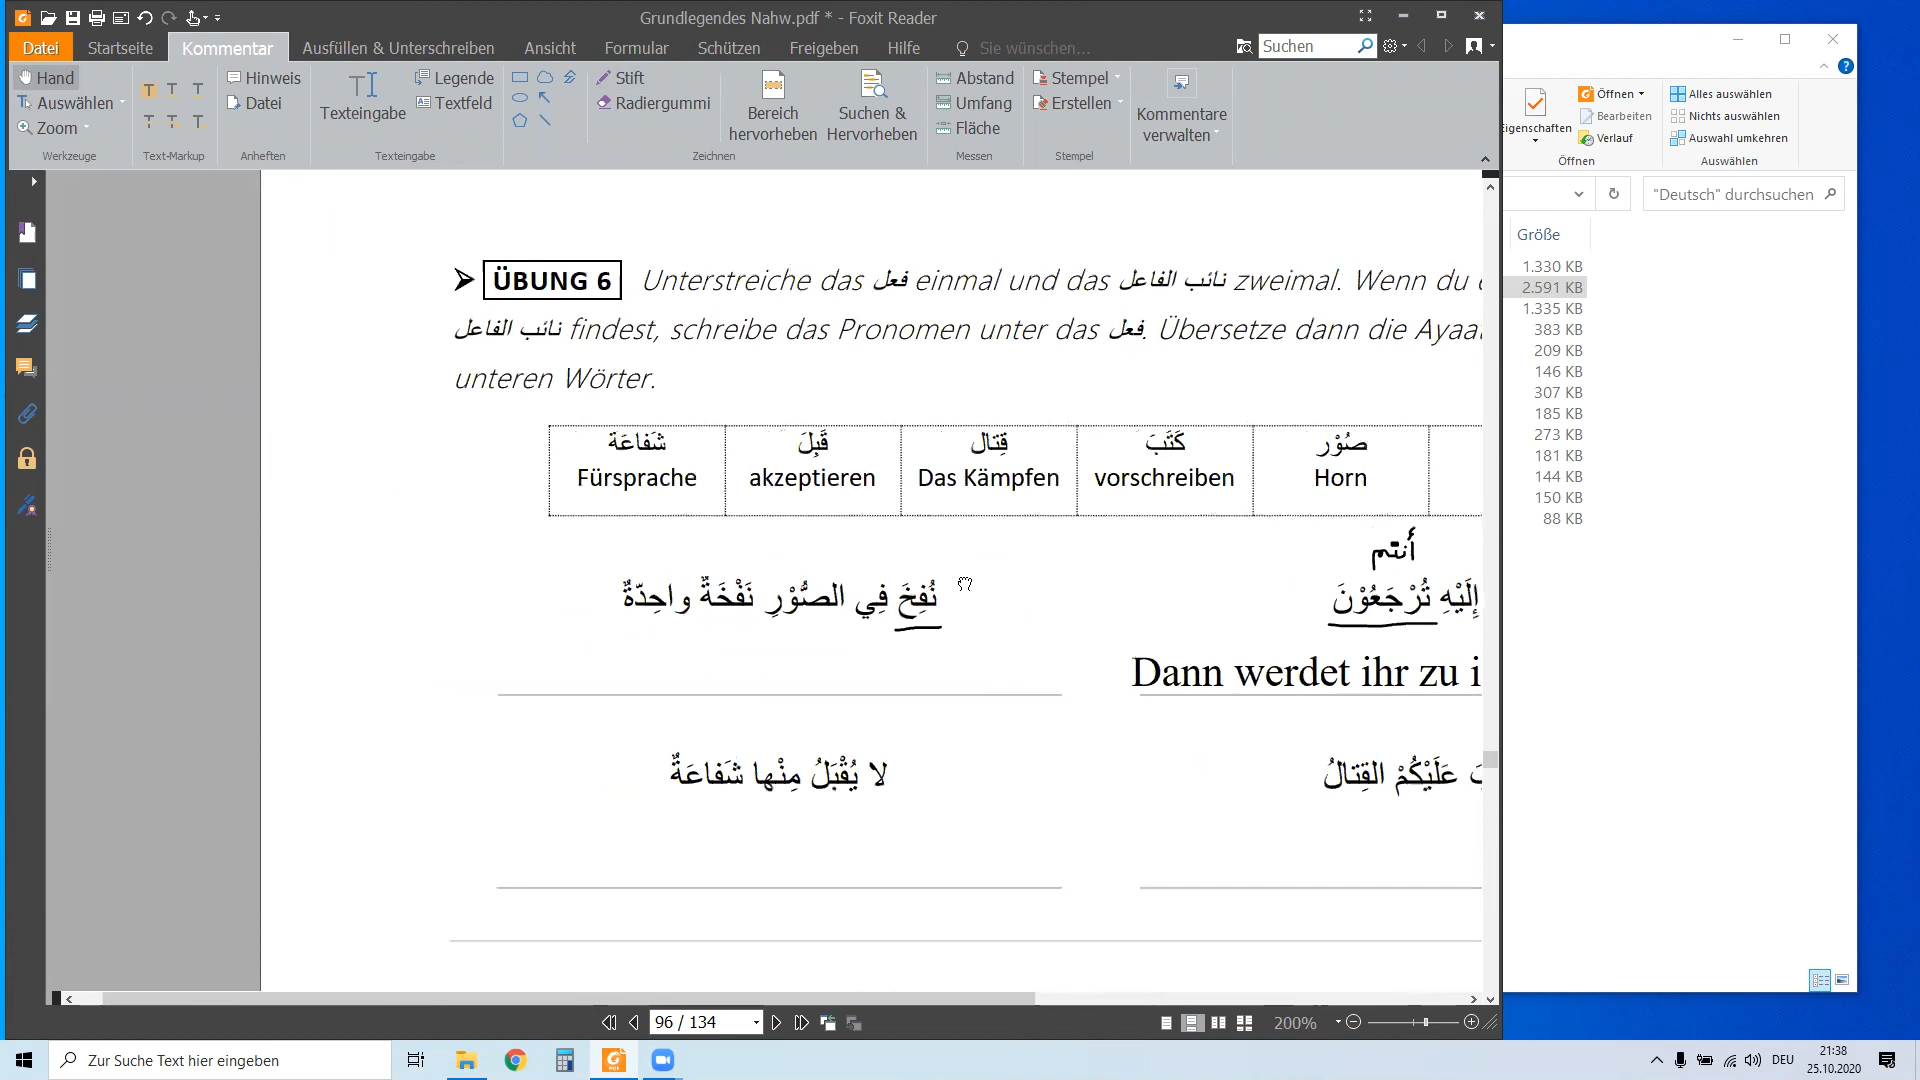 Grundlegendes Nahw.pdf * - Foxit Reader
Datei Startseite Kommentar Ausfüllen & Unterschreiben Ansicht Formular Schützen Freigeben Hilfe Sie wünschen... Suchen
Hand
Auswählen
Zoom
Werkzeuge
Text-Markup
Hinweis
Datei
Anheften
Texteingabe
Legende
Textfeld
Texteingabe
Stift
Radiergummi
Bereich hervorheben
Suchen & Hervorheben
Zeichnen
Abstand
Umfang
Fläche
Messen
Stempel
Erstellen
Stempel
Kommentare verwalten
Eigenschaften
Öffnen
Bearbeiten
Verlauf
Öffnen
Alles auswählen
Nichts auswählen
Auswahl umkehren
Auswählen
"Deutsch" durchsuchen
Größe
1.330 KB
2.591 KB
1.335 KB
383 KB
209 KB
146 KB
307 KB
185 KB
273 KB
181 KB
144 KB
150 KB
88 KB
ÜBUNG 6 Unterstreiche das فعل einmal und das نائب الفاعل zweimal. Wenn du
نائب الفاعل findest, schreibe das Pronomen unter das فعل. Übersetze dann die Ayaa
unteren Wörter.
شَفاعَة قَبِلَ قِتال كَتَبَ صُوْر
Fürsprache akzeptieren Das Kämpfen vorschreiben Horn
أنتم
إِلَيْهِ تُرْجَعُوْنَ
نُفِخَ فِي الصُّوْرِ نَفْخَةٌ واحِدّةٌ
Dann werdet ihr zu i
عَلَيْكُمْ القِتالُ
لا يُقْبَلُ مِنْها شَفاعَةٌ
96 / 134
200%
Zur Suche Text hier eingeben
DEU
21:38
25.10.2020